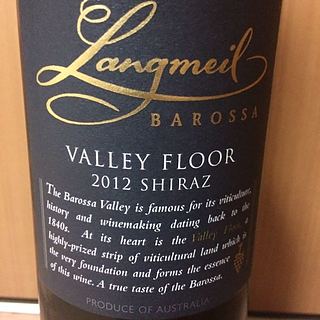 Langmeil
BAROSSA
VALLEY FLOOR
2012 SHIRAZ
The Barossa Valley is famous for its viticulture,
history and winemaking dating back to the
1840s. At its heart is the Valley Floor, a
highly-prized strip of viticultural land which is
the very foundation and forms the essence
of this wine. A true taste of the Barossa.
PRODUCE OF AUSTRALIA